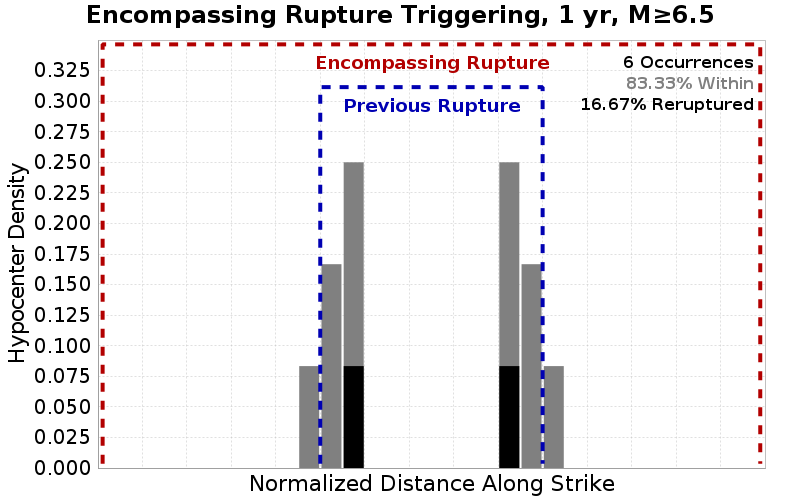 Encompassing Rupture Triggering, 1 yr, M≥6.5
Encompassing Rupture
6 Occurrences
83.33% Within
Previous Rupture
16.67% Reruptured
Hypocenter Density
0.325
0.300
0.275
0.250
0.225
0.200
0.175
0.150
0.125
0.100
0.075
0.050
0.025
0.000
Normalized Distance Along Strike